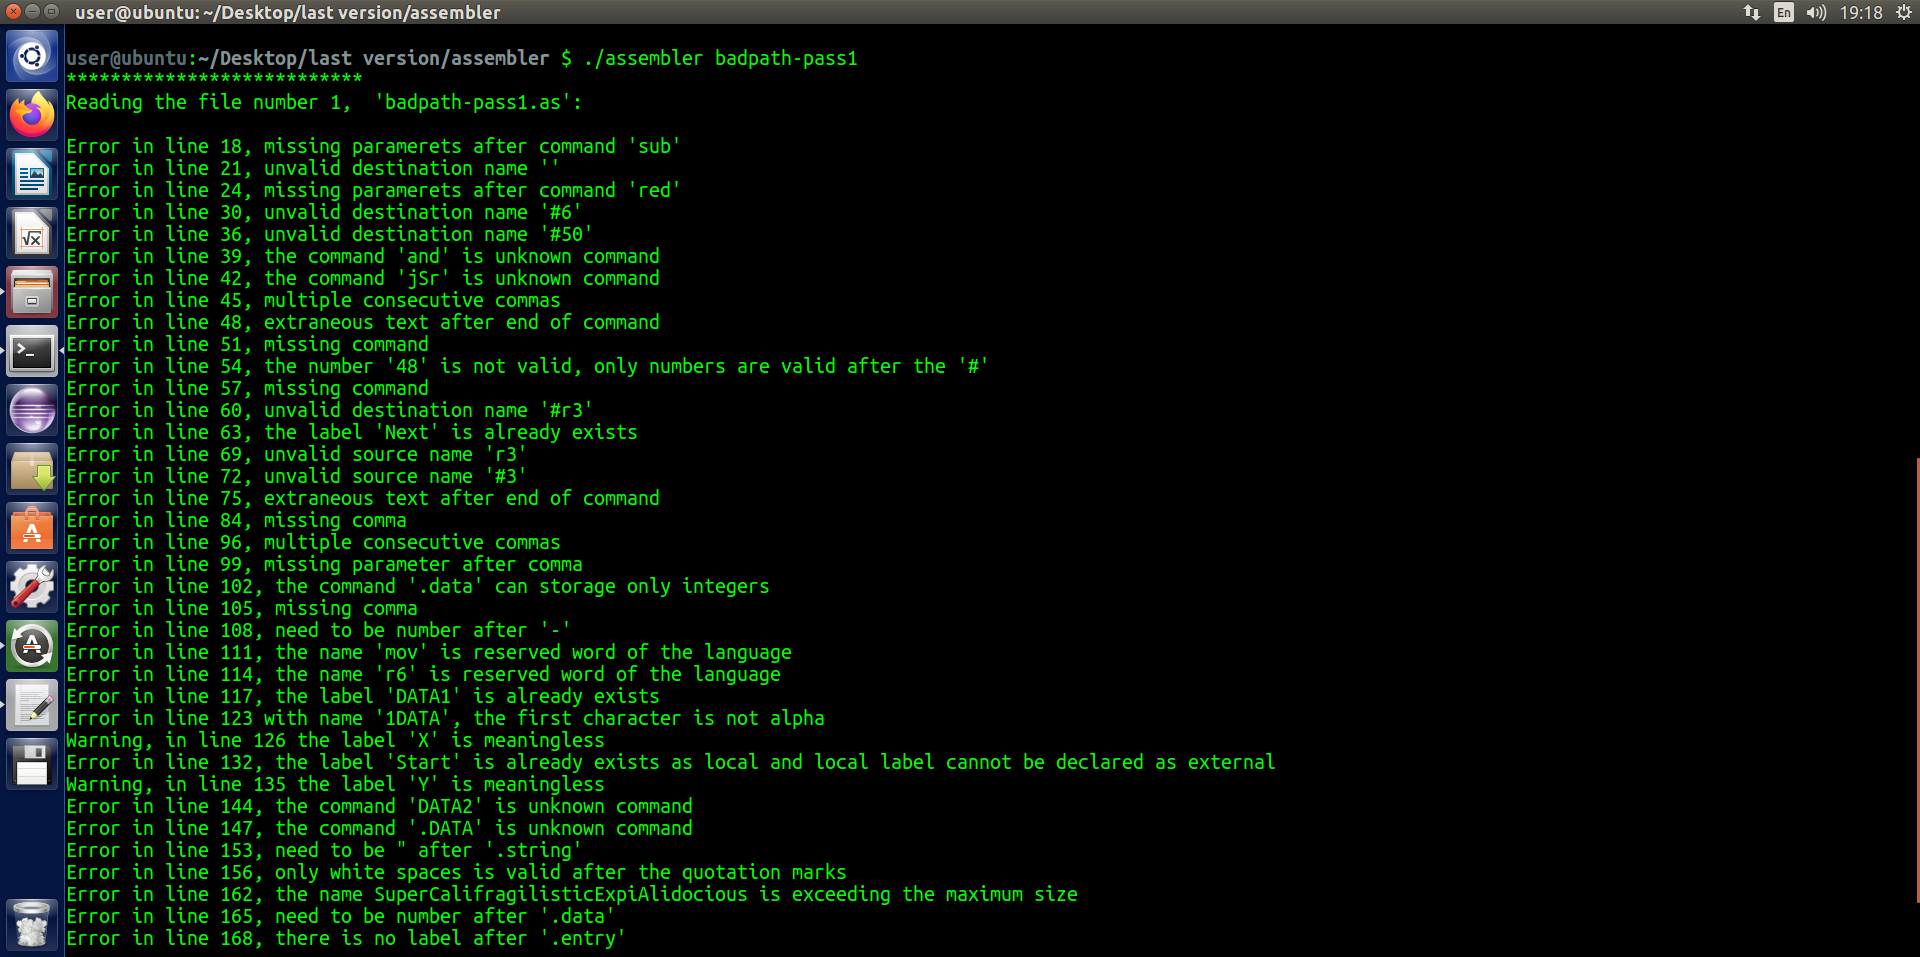 user@ubuntu: ~/Desktop/last version/assembler
En
19:18
user@ubuntu:~/Desktop/last version/assembler $ ./assembler badpath-pass1
***************************
Reading the file number 1,  'badpath-pass1.as':
Error in line 18, missing paramerets after command 'sub'
Error in line 21, unvalid destination name ''
Error in line 24, missing paramerets after command 'red'
Error in line 30, unvalid destination name '#6'
Error in line 36, unvalid destination name '#50'
Error in line 39, the command 'and' is unknown command
Error in line 42, the command 'jSr' is unknown command
Error in line 45, multiple consecutive commas
Error in line 48, extraneous text after end of command
Error in line 51, missing command
Error in line 54, the number '48' is not valid, only numbers are valid after the '#'
Error in line 57, missing command
Error in line 60, unvalid destination name '#r3'
Error in line 63, the label 'Next' is already exists
Error in line 69, unvalid source name 'r3'
Error in line 72, unvalid source name '#3'
Error in line 75, extraneous text after end of command
Error in line 84, missing comma
Error in line 96, multiple consecutive commas
Error in line 99, missing parameter after comma
Error in line 102, the command '.data' can storage only integers
Error in line 105, missing comma
Error in line 108, need to be number after '-'
Error in line 111, the name 'mov' is reserved word of the language
Error in line 114, the name 'r6' is reserved word of the language
Error in line 117, the label 'DATA1' is already exists
Error in line 123 with name '1DATA', the first character is not alpha
Warning, in line 126 the label 'X' is meaningless
Error in line 132, the label 'Start' is already exists as local and local label cannot be declared as external
Warning, in line 135 the label 'Y' is meaningless
Error in line 144, the command 'DATA2' is unknown command
Error in line 147, the command '.DATA' is unknown command
Error in line 153, need to be " after '.string'
Error in line 156, only white spaces is valid after the quotation marks
Error in line 162, the name SuperCalifragilisticExpiAlidocious is exceeding the maximum size
Error in line 165, need to be number after '.data'
Error in line 168, there is no label after '.entry'